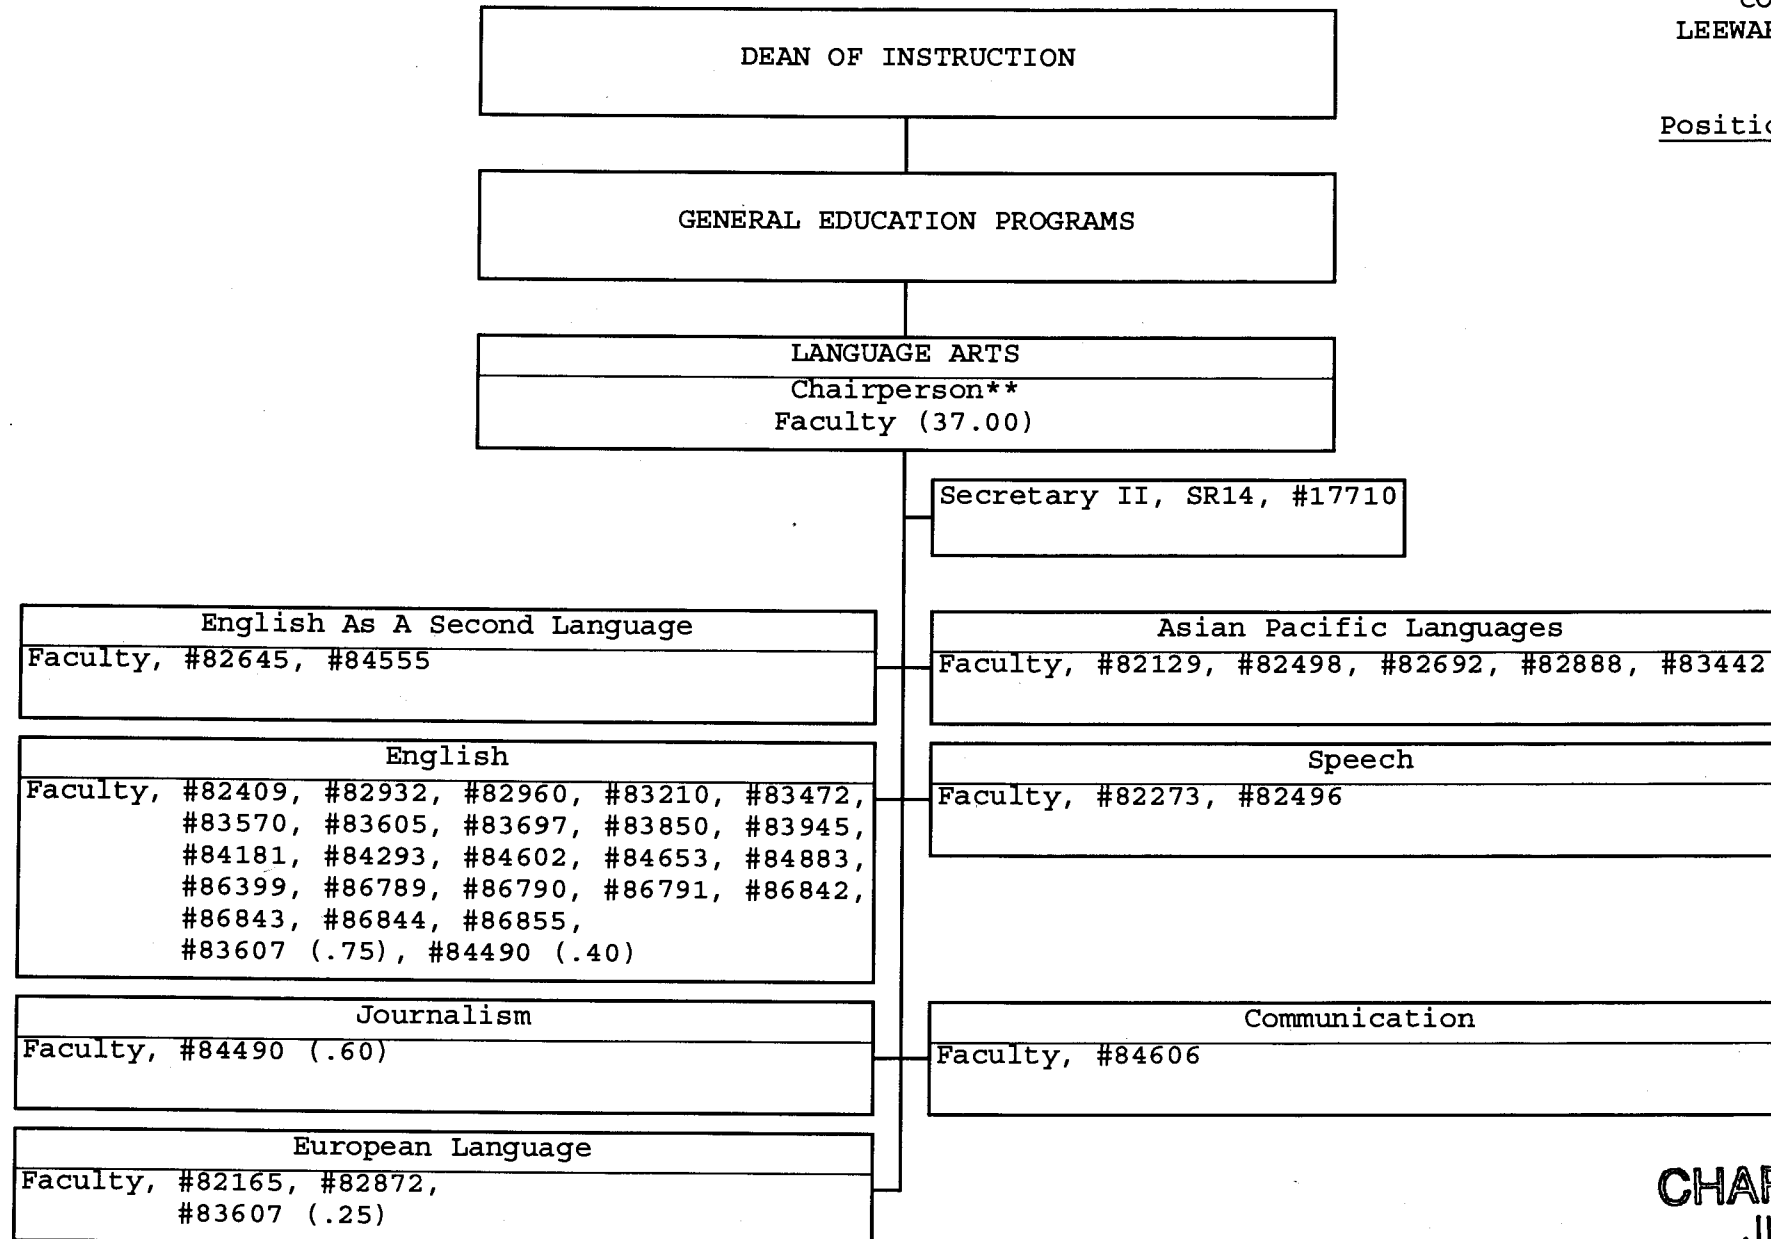 DEAN OF INSTRUCTION
LEEWAR
Positio
GENERAL EDUCATION PROGRAMS
LANGUAGE ARTS
Chairperson**
Faculty (37.00)
Secretary II, SR14, #17710
English As A Second Language
Faculty, #82645, #84555
Asian Pacific Languages
Faculty, #82129, #82498, #82692, #82888, #83442
English
Faculty, #82409, #82932, #82960, #83210, #83472,
#83570, #83605, #83697, #83850, #83945,
#84181, #84293, #84602, #84653, #84883,
#86399, #86789, #86790, #86791, #86842,
#86843, #86844, #86855,
#83607 (.75), #84490 (.40)
Speech
Faculty, #82273, #82496
Journalism
Faculty, #84490 (.60)
Communication
Faculty, #84606
European Language
Faculty, #82165, #82872,
#83607 (.25)